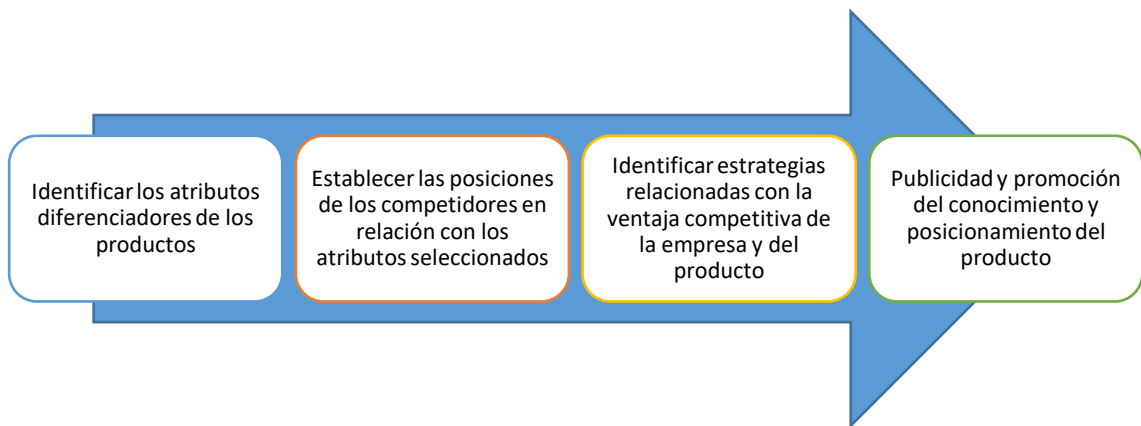 Identificar los atributos
diferenciadores de los
productos
Establecer las posiciones
de los competidores en
relación con los
atributos seleccionados
Identificar estrategias
relacionadas con la
ventaja competitiva de
la empresa y del
producto
Publicidad y promoción
del conocimiento y
posicionamiento del
producto